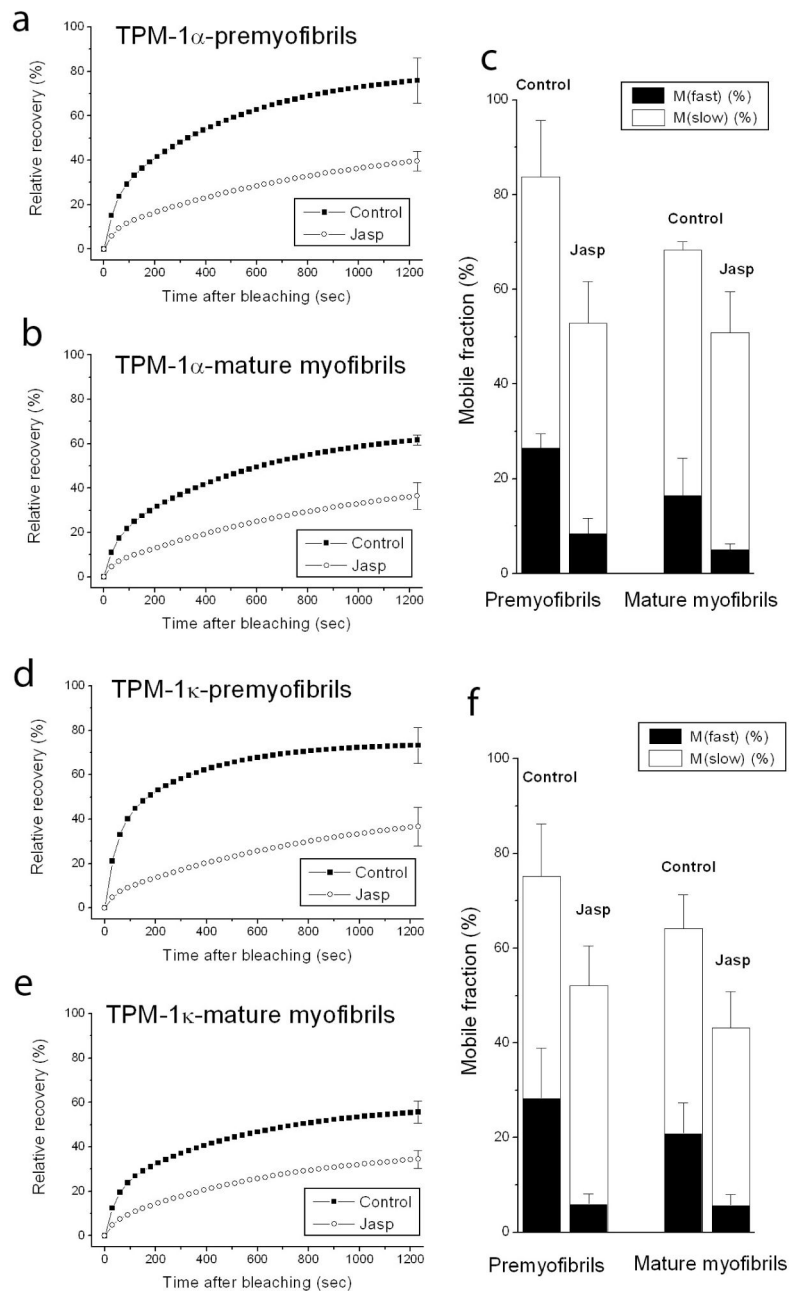 a
TPM-1α-premyofibrils
Relative recovery (%)
100
80
60
40
20
0
Control
Jasp
0 200 400 600 800 1000 1200
Time after bleaching (sec)
b
TPM-1α-mature myofibrils
Relative recovery (%)
100
80
60
40
20
0
Control
Jasp
0 200 400 600 800 1000 1200
Time after bleaching (sec)
c
M(fast) (%)
M(slow) (%)
Mobile fraction (%)
100
80
60
40
20
0
Control
Jasp
Control
Jasp
Premyofibrils Mature myofibrils
d
TPM-1κ-premyofibrils
Relative recovery (%)
100
80
60
40
20
0
Control
Jasp
0 200 400 600 800 1000 1200
Time after bleaching (sec)
e
TPM-1κ-mature myofibrils
Relative recovery (%)
100
80
60
40
20
0
Control
Jasp
0 200 400 600 800 1000 1200
Time after bleaching (sec)
f
M(fast) (%)
M(slow) (%)
Mobile fraction (%)
100
80
60
40
20
0
Control
Jasp
Control
Jasp
Premyofibrils Mature myofibrils